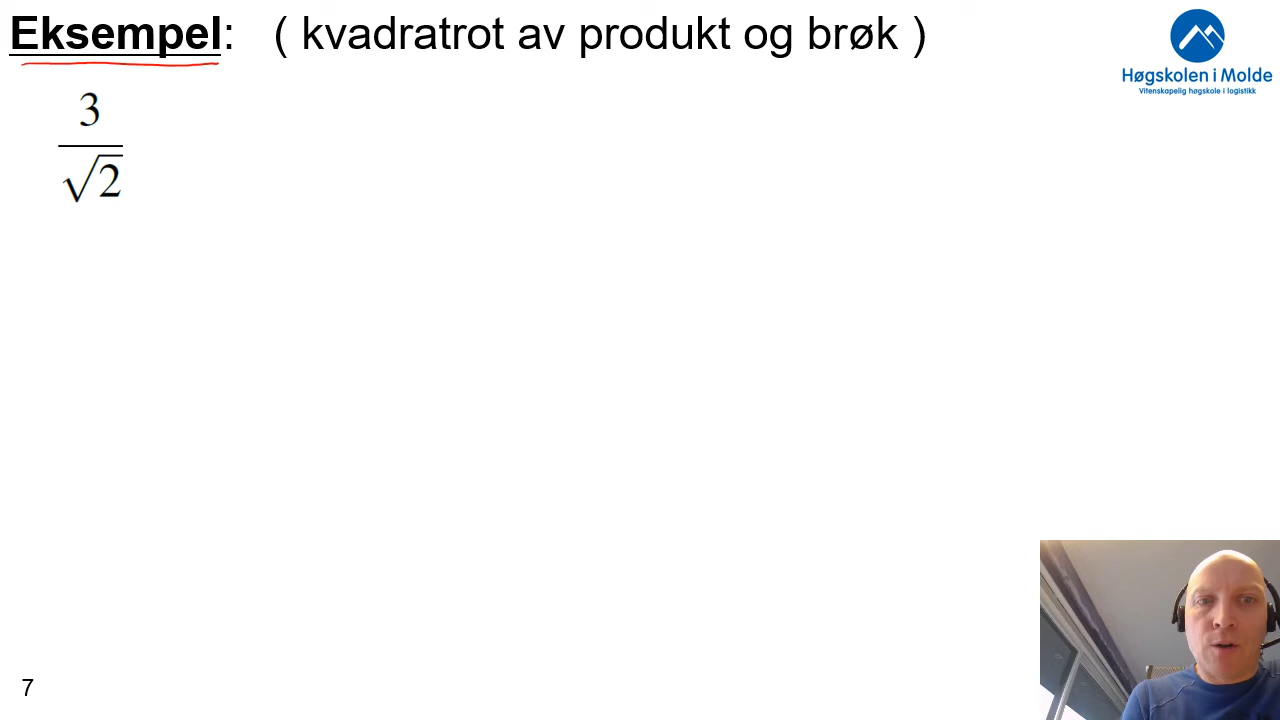 Eksempel: ( kvadratrot av produkt og brøk )
Høgskolen i Molde
Vitenskapelig høgskole i logistikk
3
√2
7